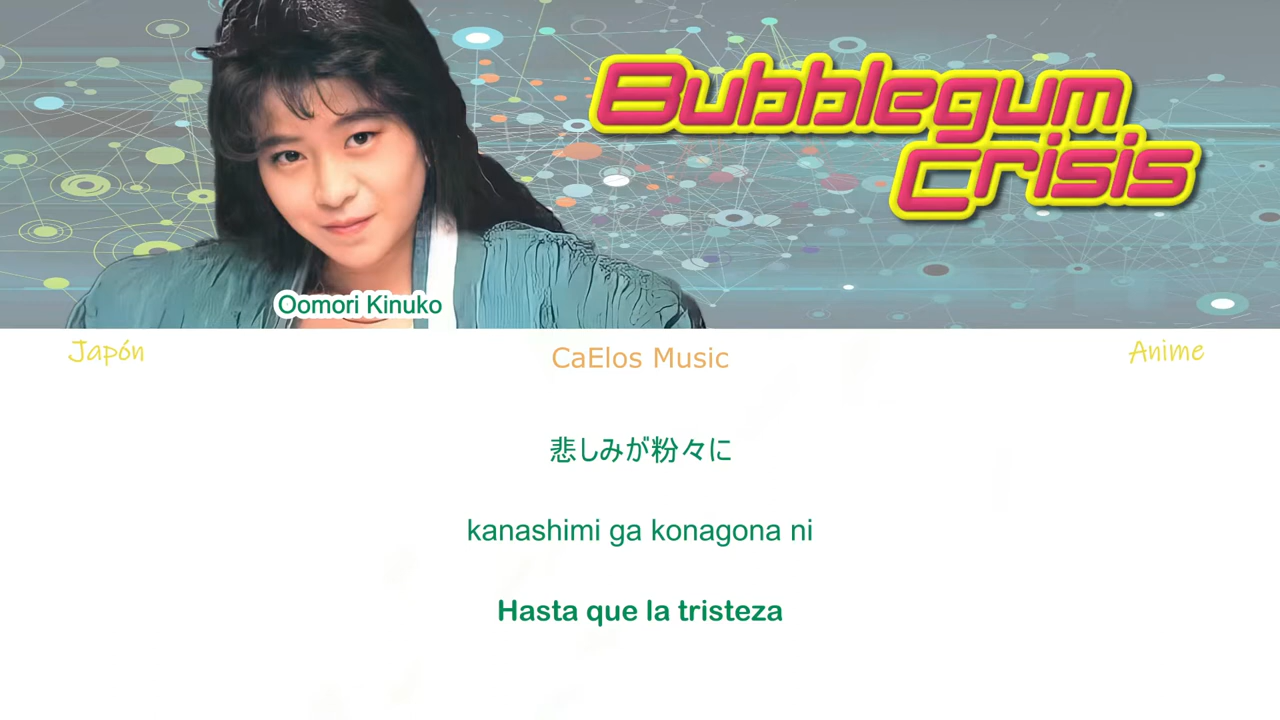 Bubblegum
Crisis
Oomori Kinuko
Japón
CaElos Music
Anime
悲しみが粉々に
kanashimi ga konagona ni
Hasta que la tristeza